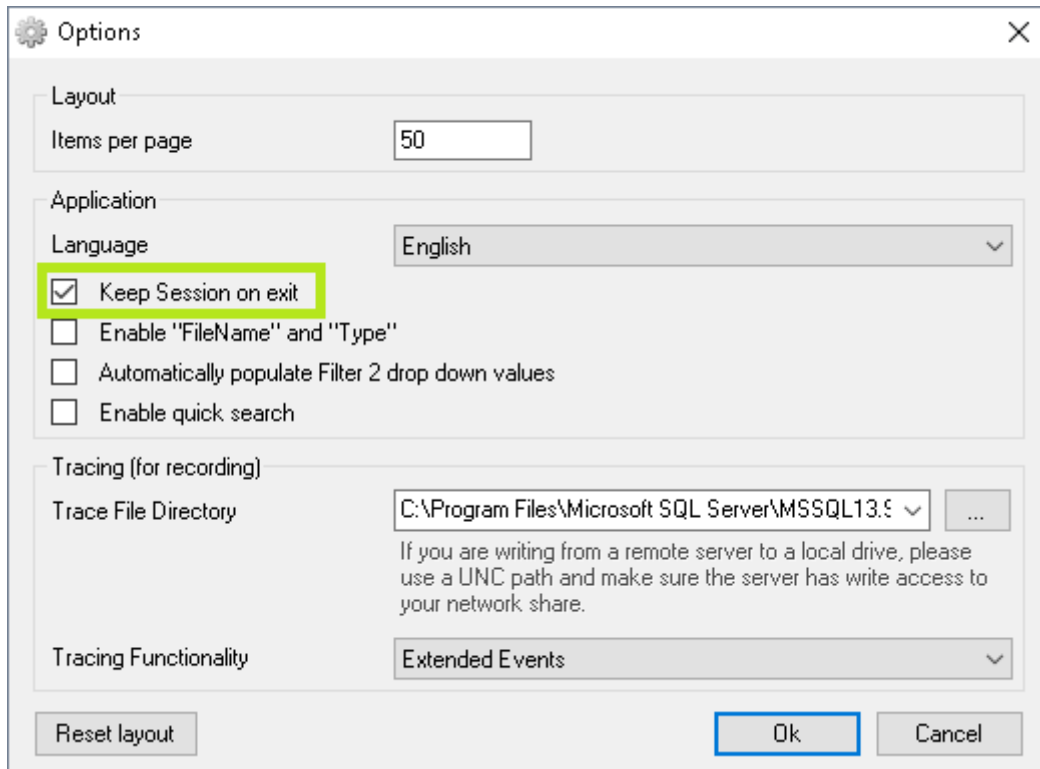 Options
Layout
Items per page
50
Application
Language
English
Keep Session on exit
Enable "FileName" and "Type"
Automatically populate Filter 2 drop down values
Enable quick search
Tracing (for recording)
Trace File Directory
C:\Program Files\Microsoft SQL Server\MSSQL13.S
...
If you are writing from a remote server to a local drive, please
use a UNC path and make sure the server has write access to
your network share.
Tracing Functionality
Extended Events
Reset layout
Ok
Cancel